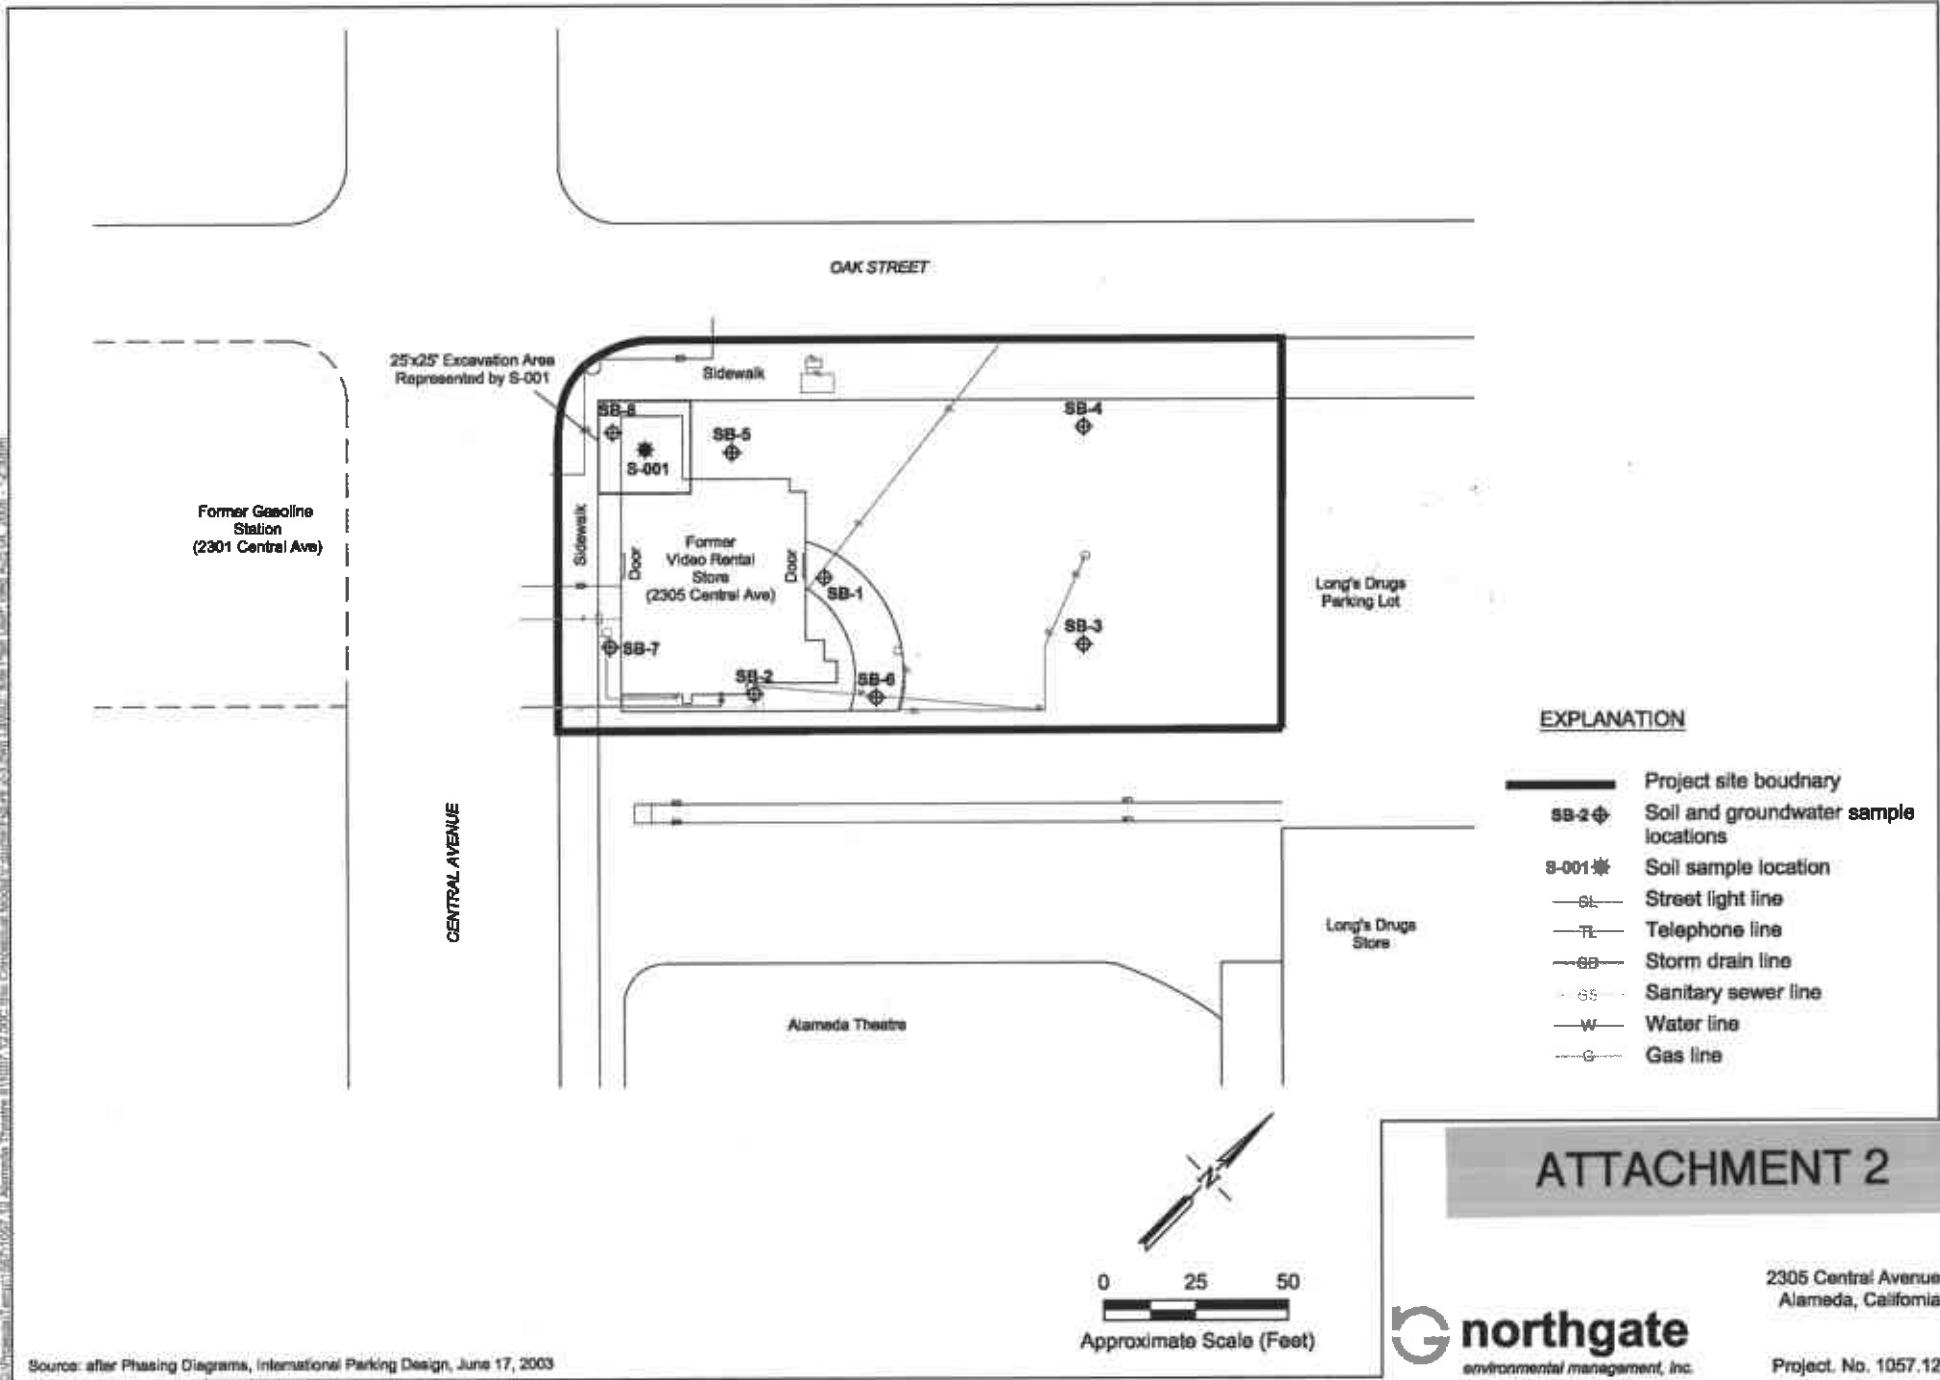 OAK STREET
25'x25' Excavation Area
Represented by S-001
Sidewalk
SB-8
SB-4
SB-5
S-001
Former Gasoline
Station
(2301 Central Ave)
Sidewalk
Door
Former
Video Rental
Store
(2305 Central Ave)
Door
SB-1
Long's Drugs
Parking Lot
SB-3
SB-7
SB-2
SB-6
CENTRAL AVENUE
Long's Drugs
Store
Alameda Theatre
EXPLANATION
Project site boudnary
SB-2 Soil and groundwater sample
locations
S-001 Soil sample location
SL Street light line
TL Telephone line
SD Storm drain line
SS Sanitary sewer line
W Water line
G Gas line
N
0 25 50
Approximate Scale (Feet)
ATTACHMENT 2
2305 Central Avenue
Alameda, California
northgate
environmental management, inc.
Project. No. 1057.12
Source: after Phasing Diagrams, International Parking Design, June 17, 2003